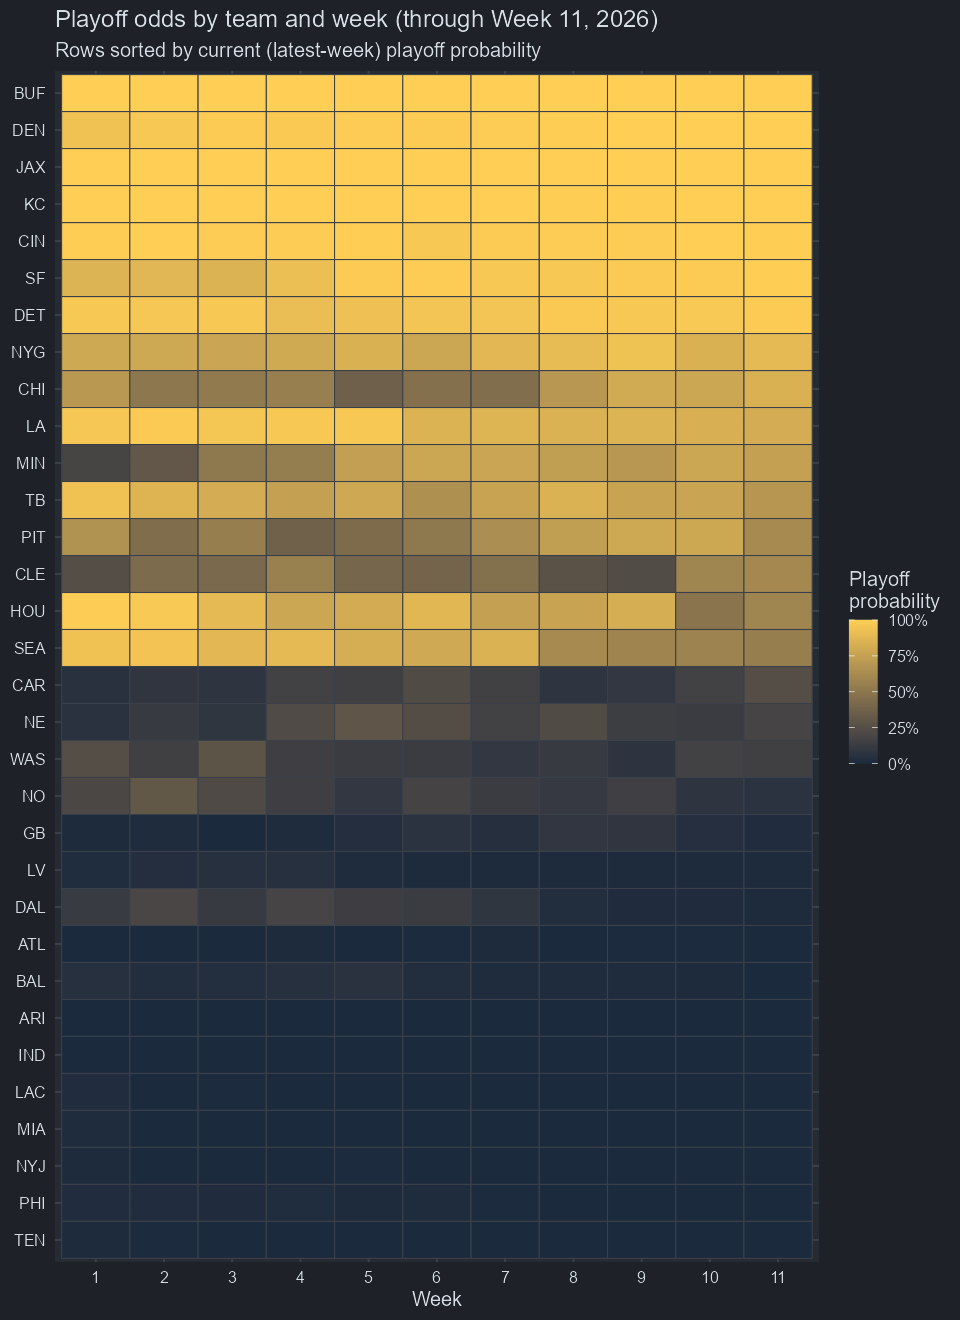 Playoff odds by team and week (through Week 11, 2026)
Rows sorted by current (latest-week) playoff probability
BUF
DEN
JAX
KC
CIN
SF
DET
NYG
CHI
LA
MIN
TB
PIT
CLE
HOU
SEA
CAR
NE
WAS
NO
GB
LV
DAL
ATL
BAL
ARI
IND
LAC
MIA
NYJ
PHI
TEN
1 2 3 4 5 6 7 8 9 10 11
Week
Playoff
probability
100%
75%
50%
25%
0%